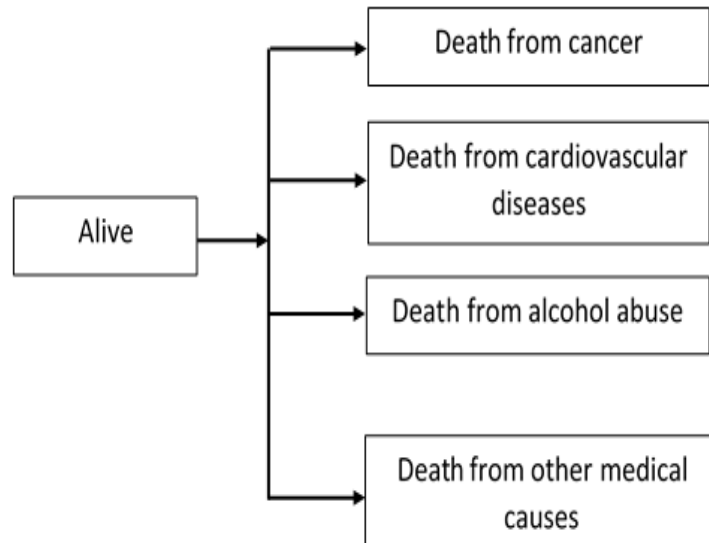 Death from cancer
Death from cardiovascular
diseases
Alive
Death from alcohol abuse
Death from other medical
causes